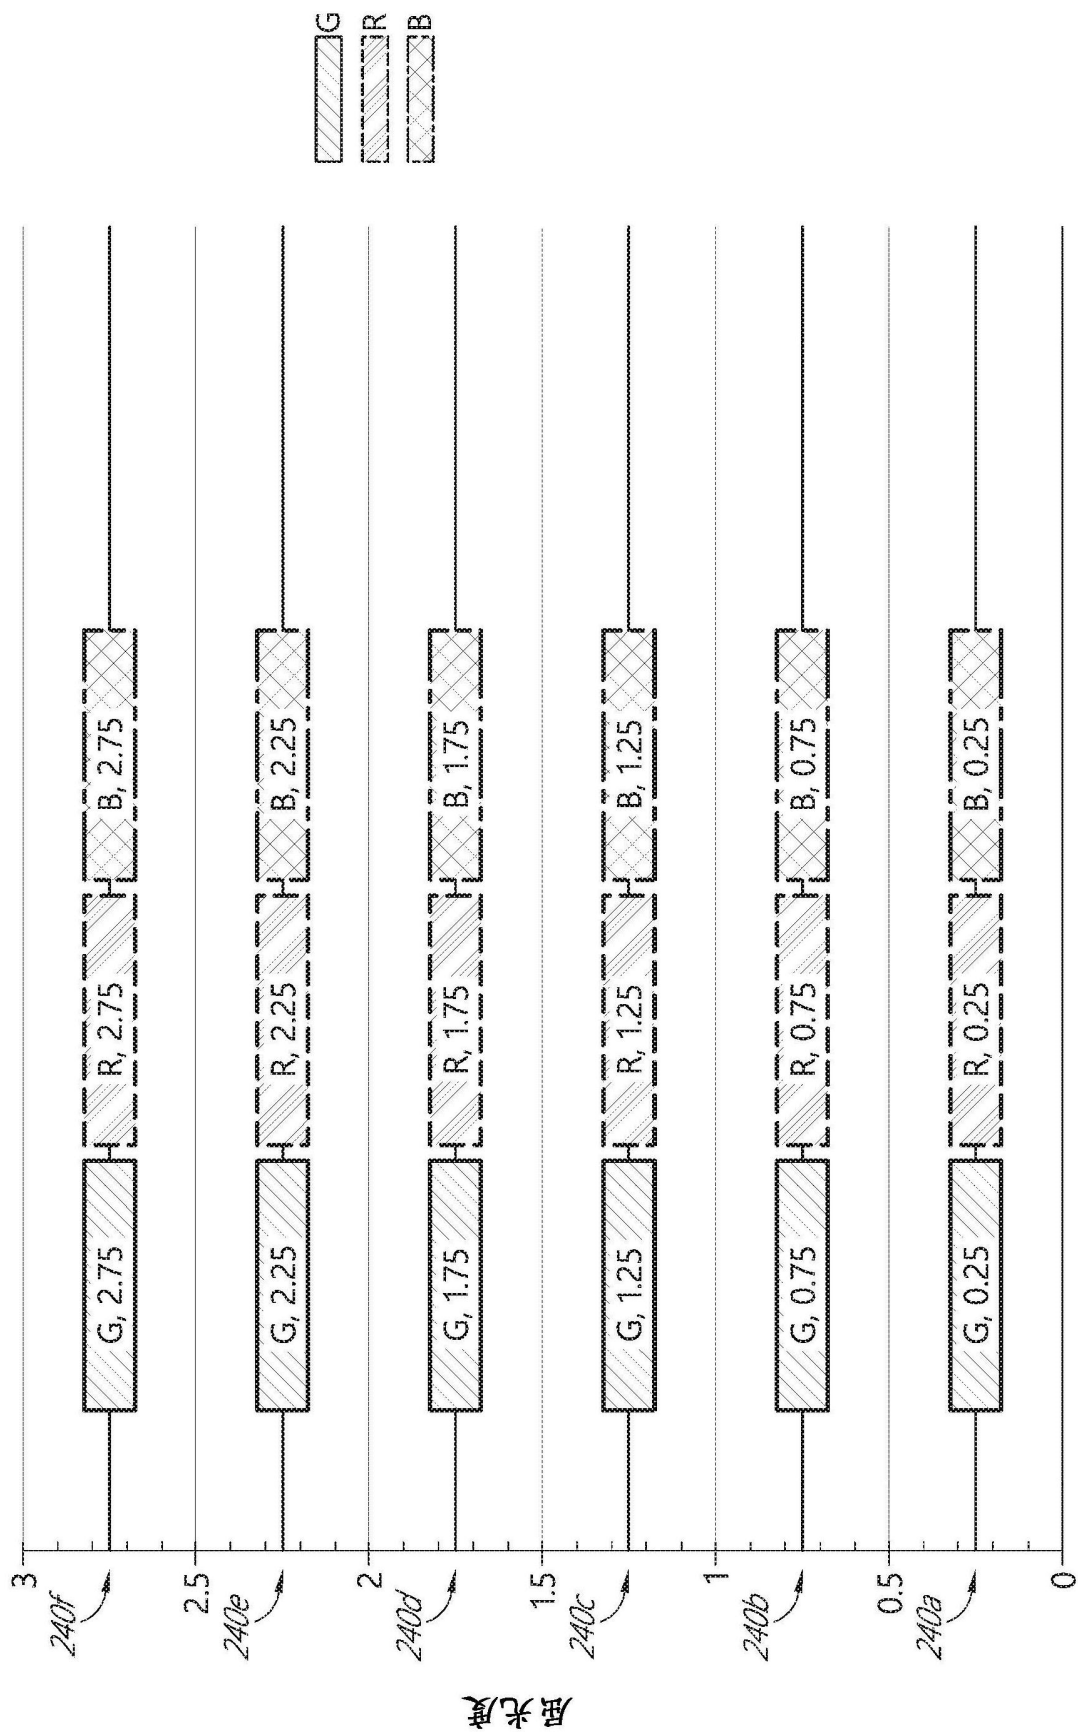 屈光度
3
240f
G, 2.75
R, 2.75
B, 2.75
2.5
240e
G, 2.25
R, 2.25
B, 2.25
2
240d
G, 1.75
R, 1.75
B, 1.75
1.5
240c
G, 1.25
R, 1.25
B, 1.25
1
240b
G, 0.75
R, 0.75
B, 0.75
0.5
240a
G, 0.25
R, 0.25
B, 0.25
0
G
R
B